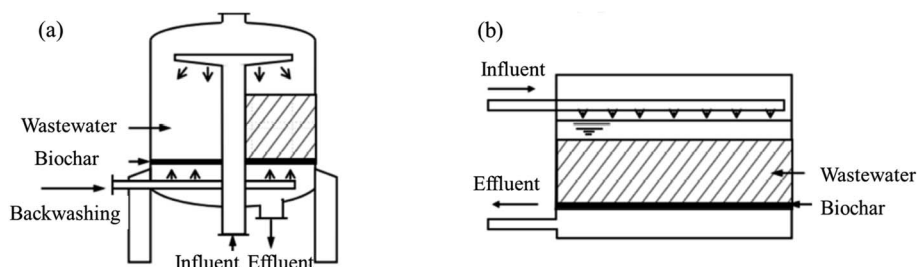 (a)
Wastewater
Biochar
Backwashing
Influent Effluent
(b)
Influent
Effluent
Wastewater
Biochar